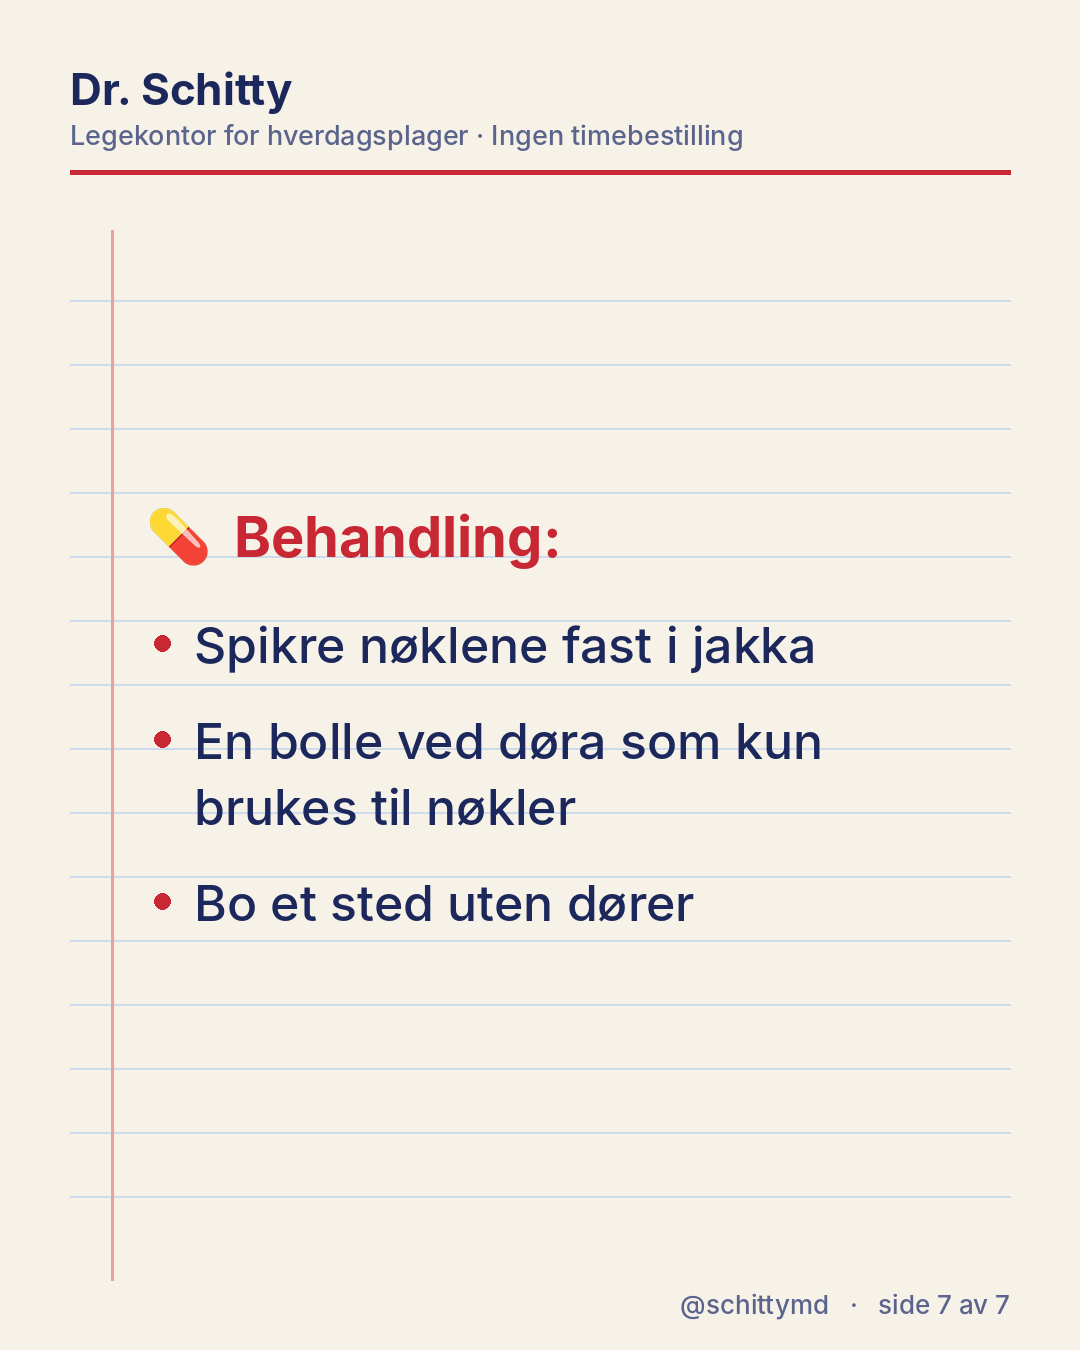 Dr. Schitty
Legekontor for hverdagsplager · Ingen timebestilling
💊 Behandling:
• Spikre nøklene fast i jakka
• En bolle ved døra som kun
brukes til nøkler
• Bo et sted uten dører
@schittymd · side 7 av 7